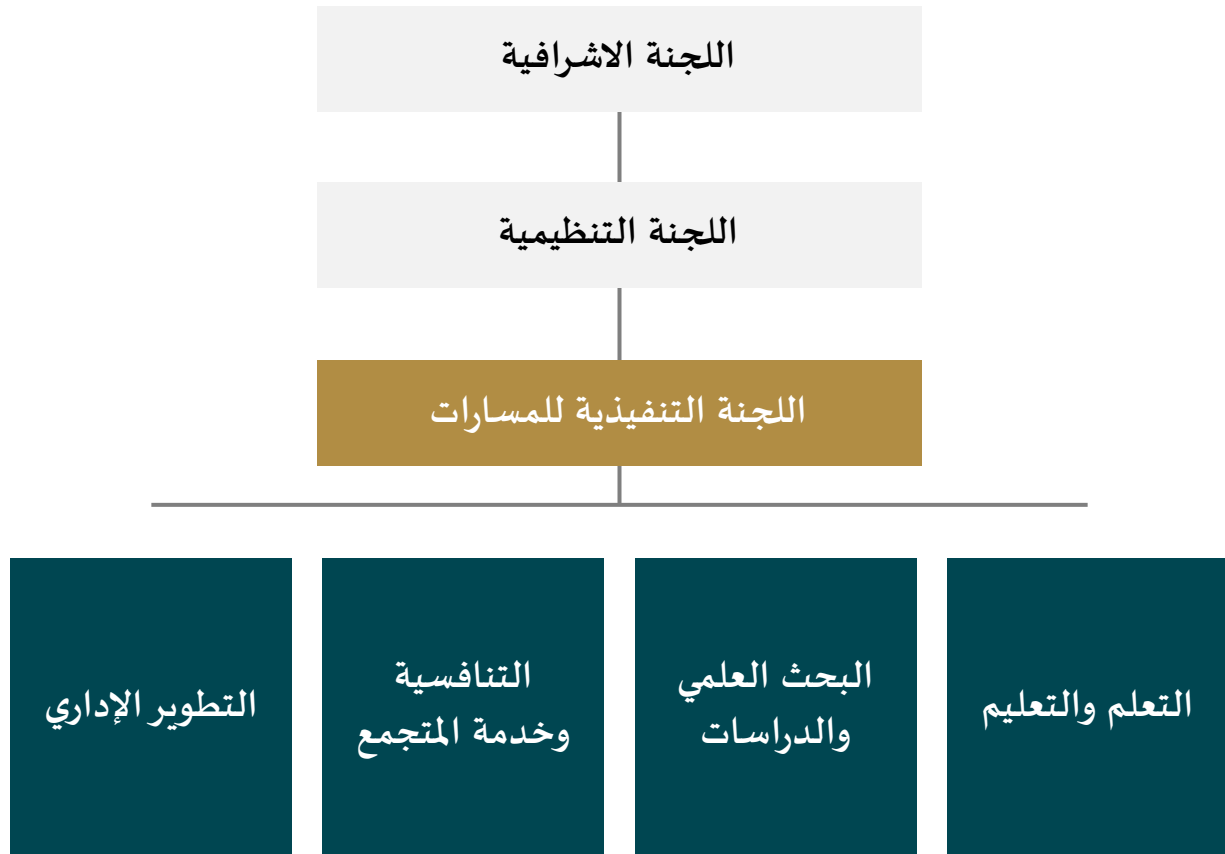 اللجنة الاشرافية
اللجنة التنظيمية
اللجنة التنفيذية للمسارات
التعلم والتعليم
البحث العلمي
والدراسات
التنافسية
وخدمة المتجمع
التطوير الإداري